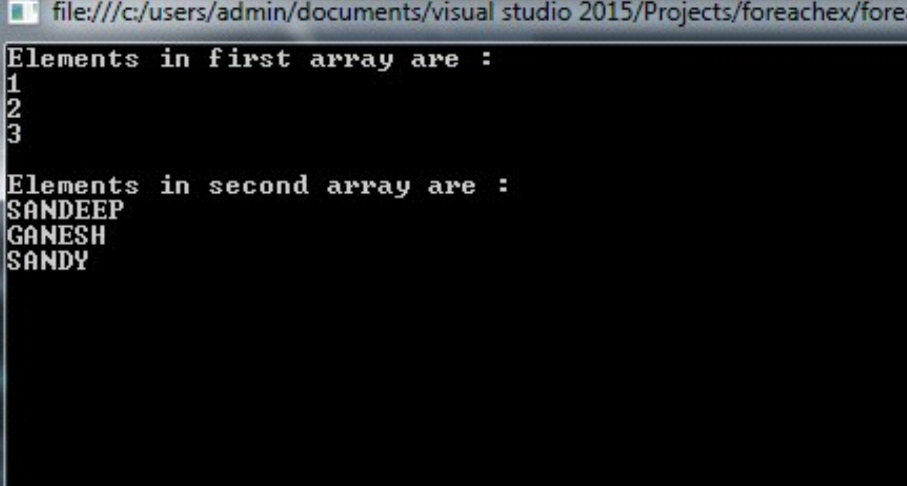 file:///c:/users/admin/documents/visual studio 2015/Projects/foreachex/fore
Elements in first array are :
1
2
3
Elements in second array are :
SANDEEP
GANESH
SANDY